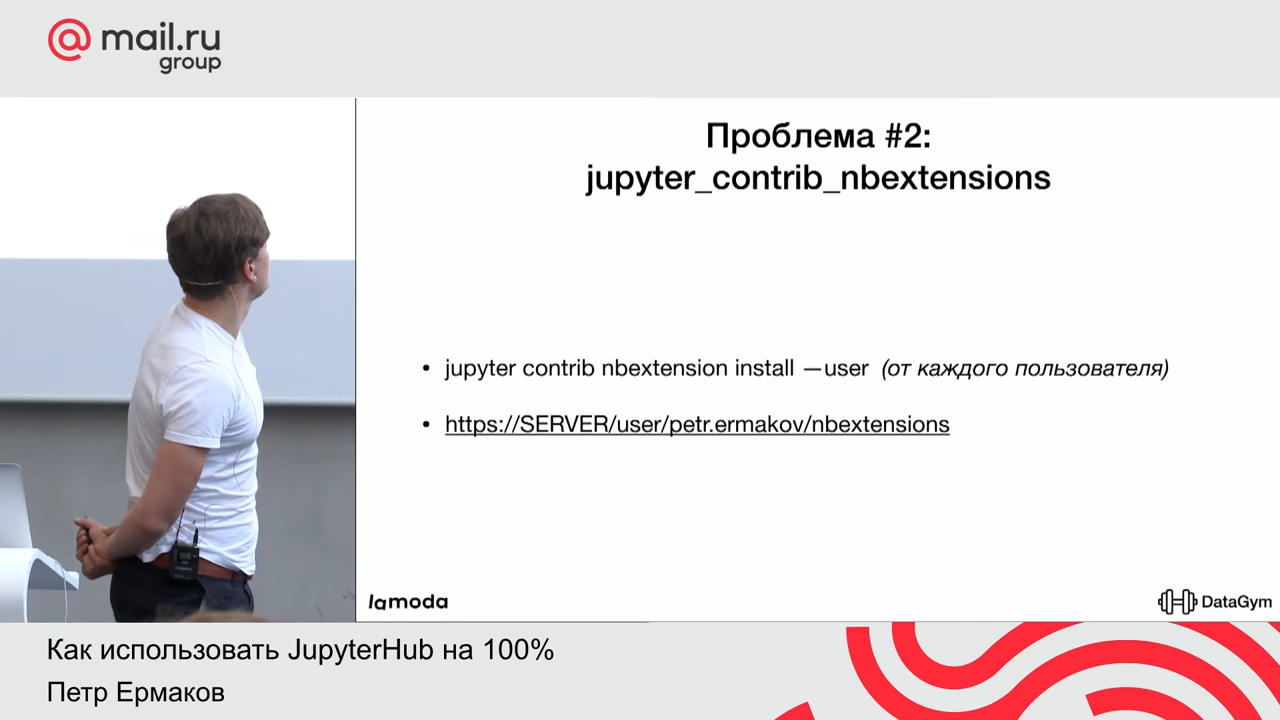 mail.ru
group
Проблема #2:
jupyter_contrib_nbextensions
• jupyter contrib nbextension install —user (от каждого пользователя)
• https://SERVER/user/petr.ermakov/nbextensions
lamoda
DataGym
Как использовать JupyterHub на 100%
Петр Ермаков